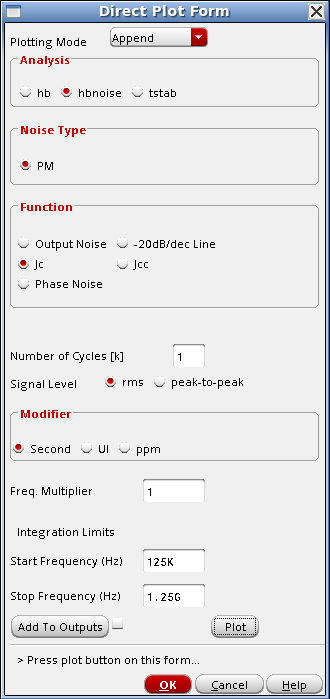 Direct Plot Form
Plotting Mode Append
Analysis
hb hbnoise tstab
Noise Type
PM
Function
Output Noise -20dB/dec Line
Jc Jcc
Phase Noise
Number of Cycles [k] 1
Signal Level rms peak-to-peak
Modifier
Second UI ppm
Freq. Multiplier 1
Integration Limits
Start Frequency (Hz) 125K
Stop Frequency (Hz) 1.25G
Add To Outputs Plot
> Press plot button on this form...
OK Cancel Help